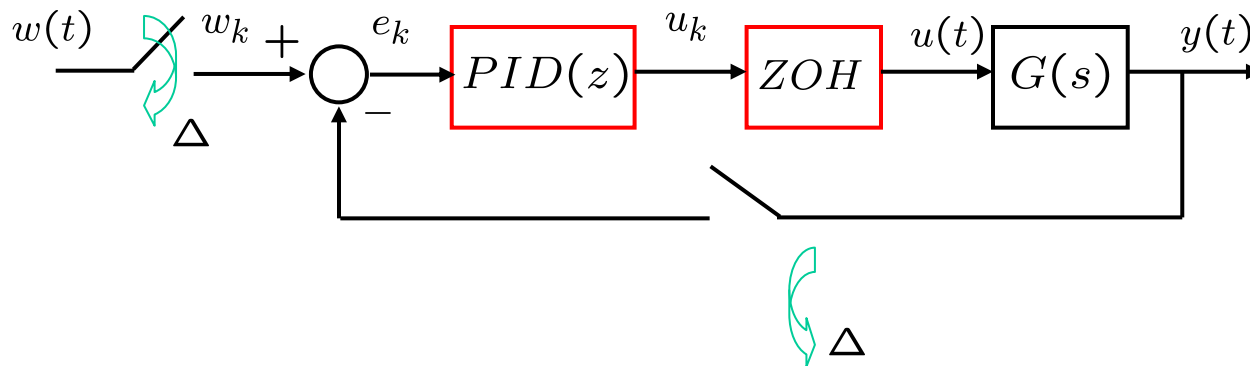 w(t)
w_k
+
e_k
PID(z)
u_k
ZOH
u(t)
G(s)
y(t)
−
Δ
Δ